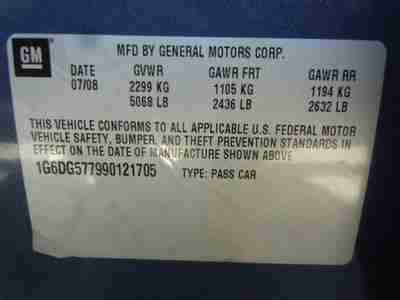 GM
MFD BY GENERAL MOTORS CORP.
DATE GVWR GAWR FRT GAWR RR
07/08 2299 KG 1105 KG 1194 KG
5068 LB 2436 LB 2632 LB
THIS VEHICLE CONFORMS TO ALL APPLICABLE U.S. FEDERAL MOTOR
VEHICLE SAFETY, BUMPER, AND THEFT PREVENTION STANDARDS IN
EFFECT ON THE DATE OF MANUFACTURE SHOWN ABOVE.
1G6DG577990121705 TYPE: PASS CAR